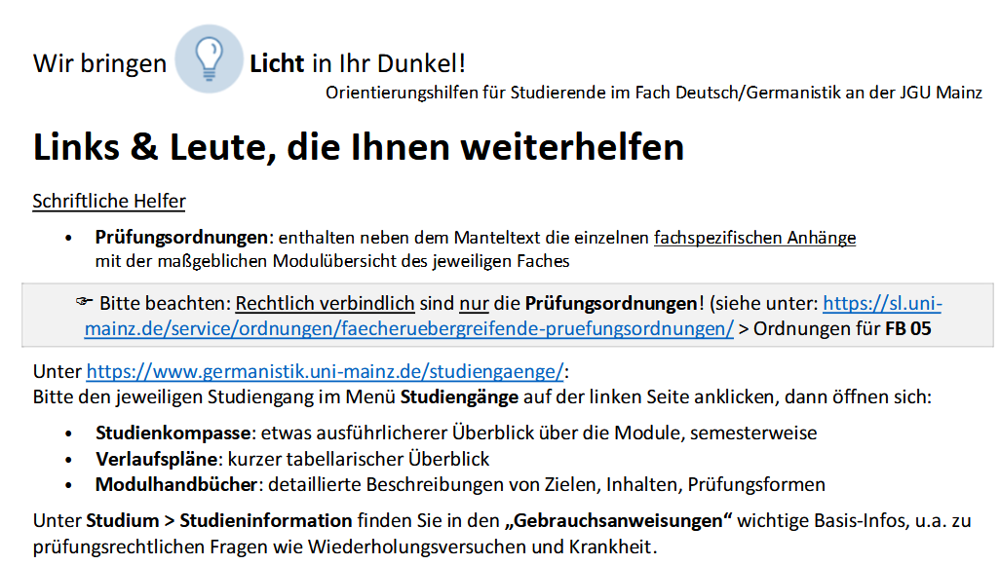 Wir bringen Licht in Ihr Dunkel!
Orientierungshilfen für Studierende im Fach Deutsch/Germanistik an der JGU Mainz
Links & Leute, die Ihnen weiterhelfen
Schriftliche Helfer
• Prüfungsordnungen: enthalten neben dem Manteltext die einzelnen fachspezifischen Anhänge
mit der maßgeblichen Modulübersicht des jeweiligen Faches
☞ Bitte beachten: Rechtlich verbindlich sind nur die Prüfungsordnungen! (siehe unter: https://sl.uni-
mainz.de/service/ordnungen/faecheruebergreifende-pruefungsordnungen/ > Ordnungen für FB 05
Unter https://www.germanistik.uni-mainz.de/studiengaenge/:
Bitte den jeweiligen Studiengang im Menü Studiengänge auf der linken Seite anklicken, dann öffnen sich:
• Studienkompasse: etwas ausführlicherer Überblick über die Module, semesterweise
• Verlaufspläne: kurzer tabellarischer Überblick
• Modulhandbücher: detaillierte Beschreibungen von Zielen, Inhalten, Prüfungsformen
Unter Studium > Studieninformation finden Sie in den „Gebrauchsanweisungen“ wichtige Basis-Infos, u.a. zu
prüfungsrechtlichen Fragen wie Wiederholungsversuchen und Krankheit.